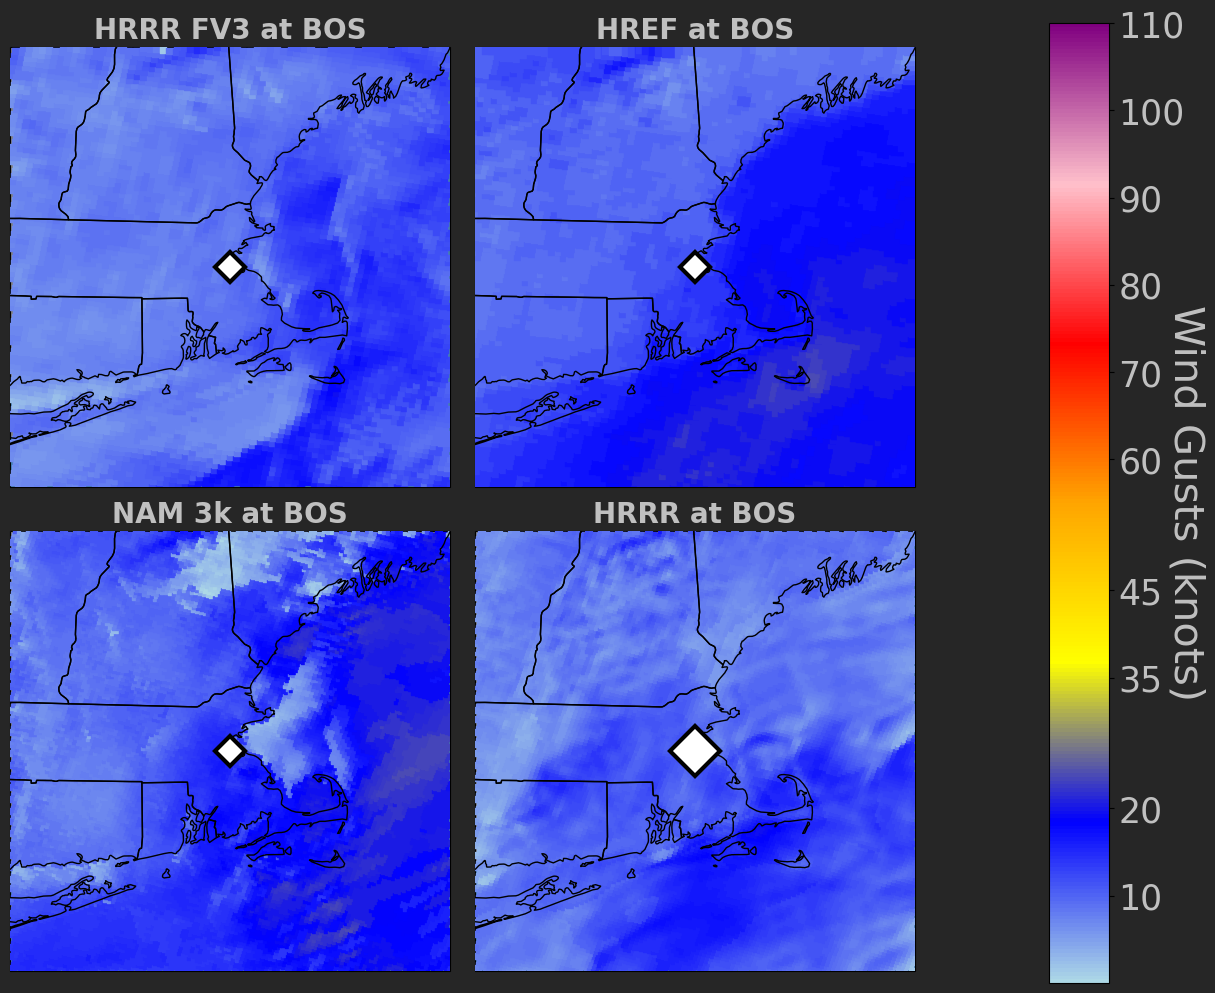 HRRR FV3 at BOS
HREF at BOS
NAM 3k at BOS
HRRR at BOS
110
100
90
80
70
60
45
35
20
10
Wind Gusts (knots)